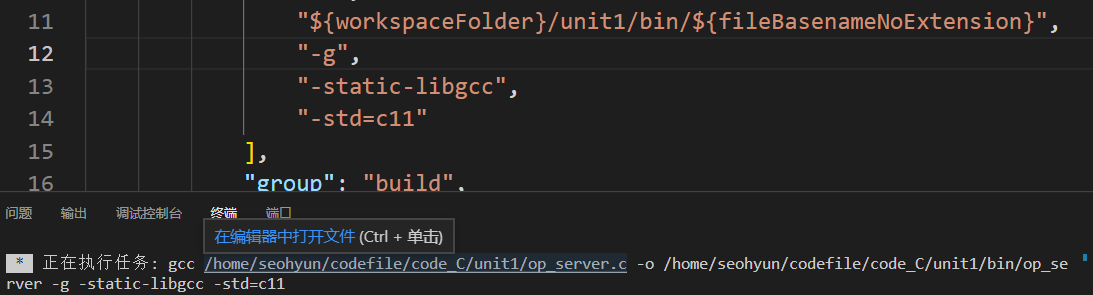 11 "${workspaceFolder}/unit1/bin/${fileBasenameNoExtension}",
12 "-g",
13 "-static-libgcc",
14 "-std=c11"
15 ],
16 "group": "build",
问题 输出 调试控制台 终端 端口
在编辑器中打开文件 (Ctrl + 单击)
* 正在执行任务: gcc /home/seohyun/codefile/code_C/unit1/op_server.c -o /home/seohyun/codefile/code_C/unit1/bin/op_se
rver -g -static-libgcc -std=c11